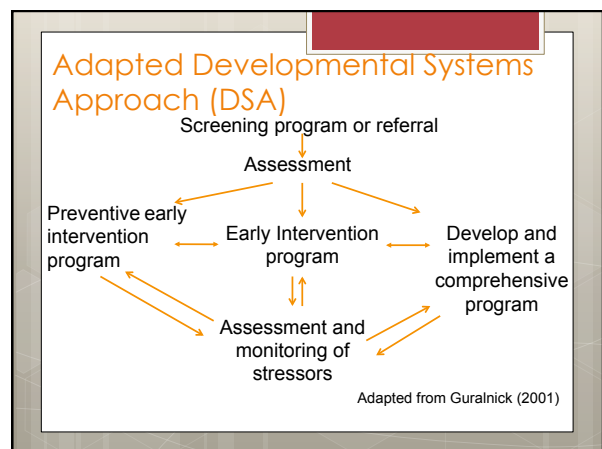 Adapted Developmental Systems
Approach (DSA)
Screening program or referral
Assessment
Preventive early
intervention
program
Early Intervention
program
Develop and
implement a
comprehensive
program
Assessment and
monitoring of
stressors
Adapted from Guralnick (2001)